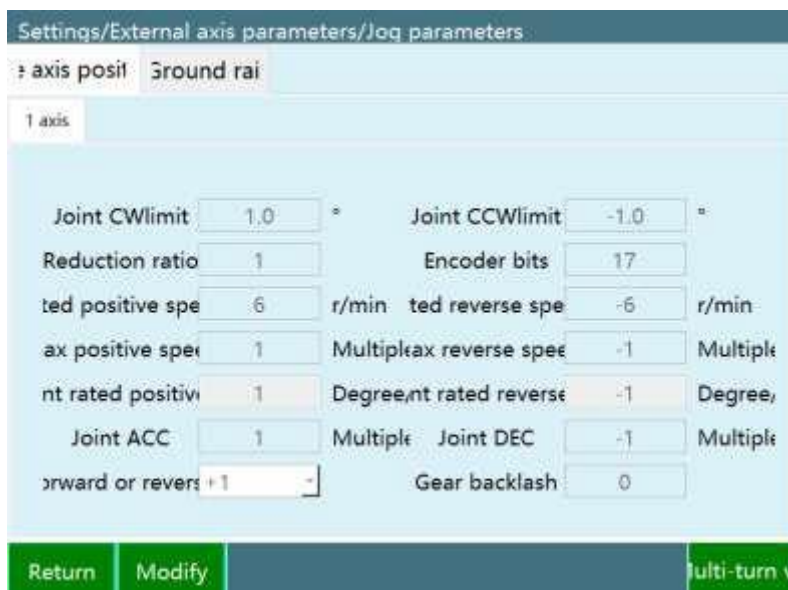 Settings/External axis parameters/Jog parameters
e axis posit Ground rai
1 axis
Joint CWlimit 1.0 ° Joint CCWlimit -1.0 °
Reduction ratio 1 Encoder bits 17
ted positive spe 6 r/min ted reverse spe -6 r/min
ax positive spee 1 Multiple ax reverse spee -1 Multiple
nt rated positive 1 Degree, nt rated reverse -1 Degree,
Joint ACC 1 Multiple Joint DEC -1 Multiple
orward or revers +1 Gear backlash 0
Return Modify Multi-turn v